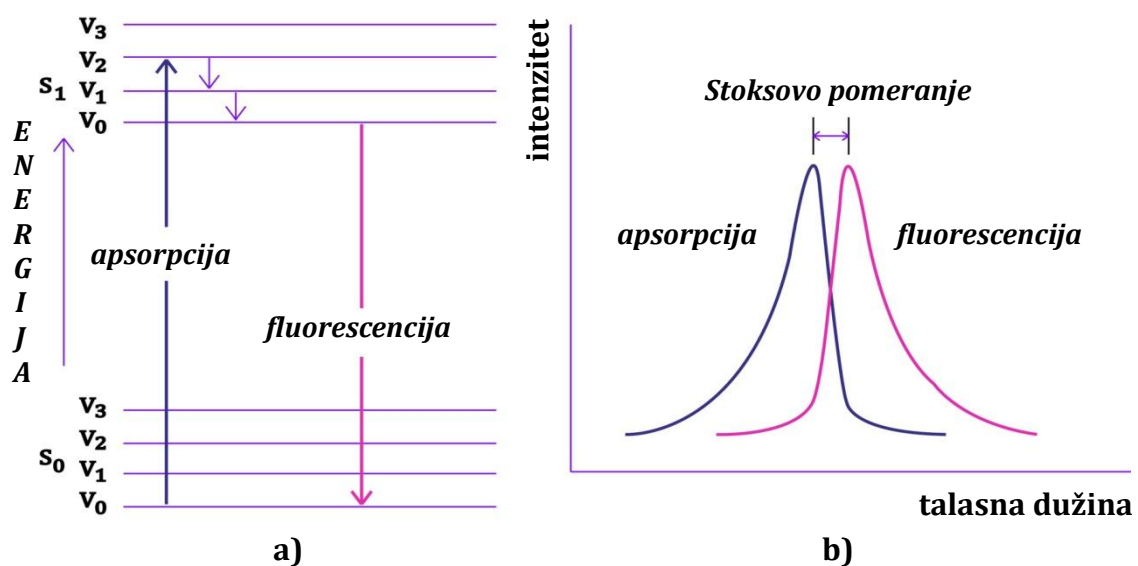 V3
V2
S1
V1
V0
ENERGIJA
apsorpcija
fluorescencija
V3
V2
S0
V1
V0
a)
intenzitet
Stoksovo pomeranje
apsorpcija
fluorescencija
talasna dužina
b)